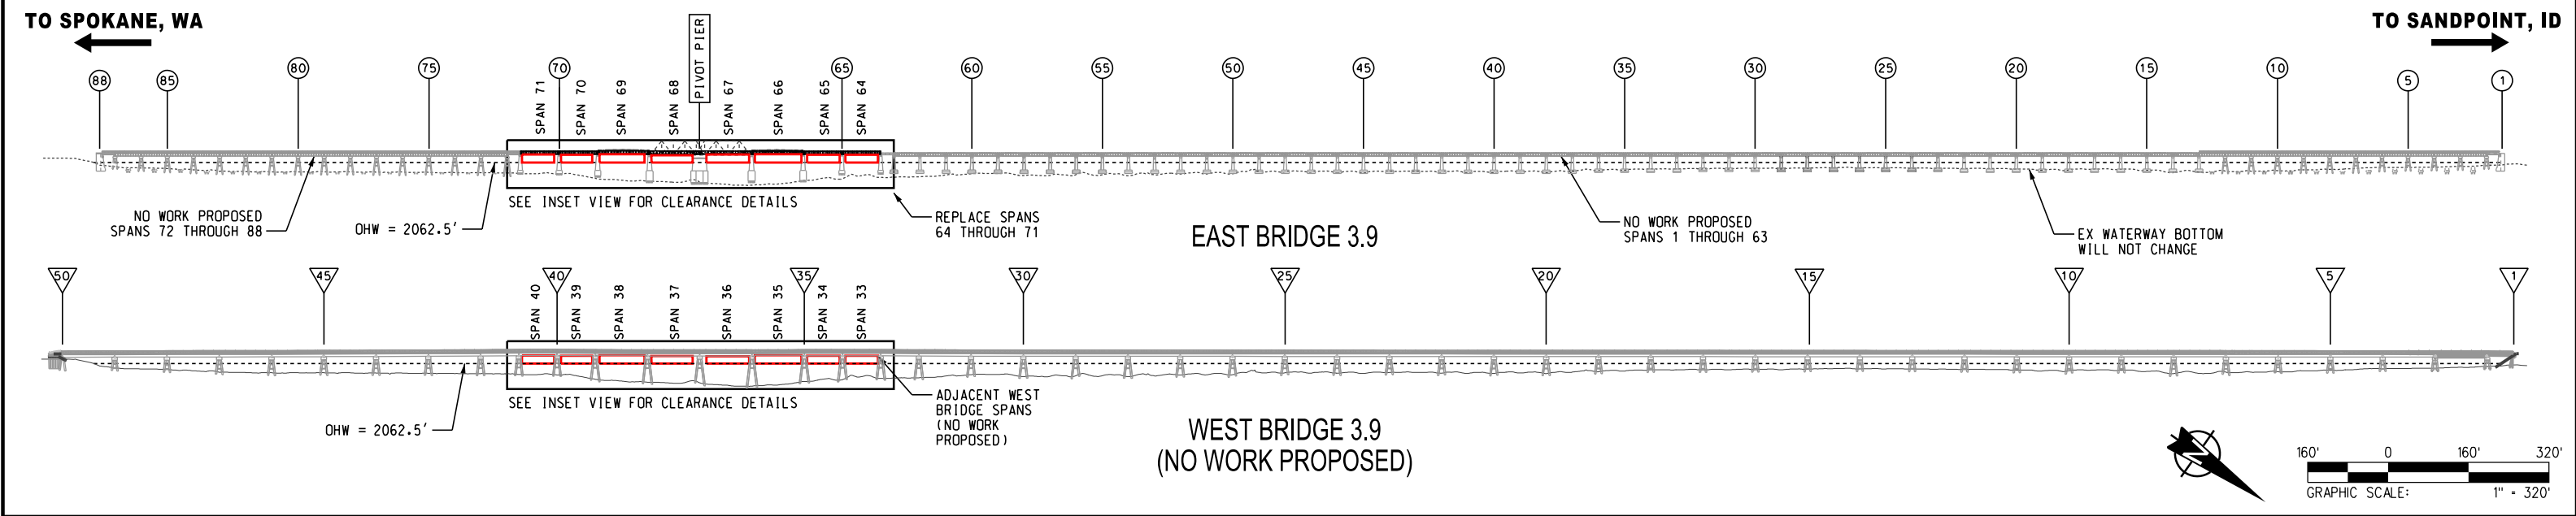 TO SPOKANE, WA
TO SANDPOINT, ID
88
85
80
75
SPAN 71
70
SPAN 70
SPAN 69
SPAN 68
PIVOT PIER
SPAN 67
SPAN 66
SPAN 65
65
SPAN 64
60
55
50
45
40
35
30
25
20
15
10
5
1
NO WORK PROPOSED
SPANS 72 THROUGH 88
OHW = 2062.5'
SEE INSET VIEW FOR CLEARANCE DETAILS
REPLACE SPANS
64 THROUGH 71
EAST BRIDGE 3.9
NO WORK PROPOSED
SPANS 1 THROUGH 63
EX WATERWAY BOTTOM
WILL NOT CHANGE
50
45
SPAN 40
40
SPAN 39
SPAN 38
SPAN 37
SPAN 36
SPAN 35
35
SPAN 34
SPAN 33
30
25
20
15
10
5
1
OHW = 2062.5'
SEE INSET VIEW FOR CLEARANCE DETAILS
ADJACENT WEST
BRIDGE SPANS
(NO WORK
PROPOSED)
WEST BRIDGE 3.9
(NO WORK PROPOSED)
N
160' 0 160' 320'
GRAPHIC SCALE: 1" = 320'